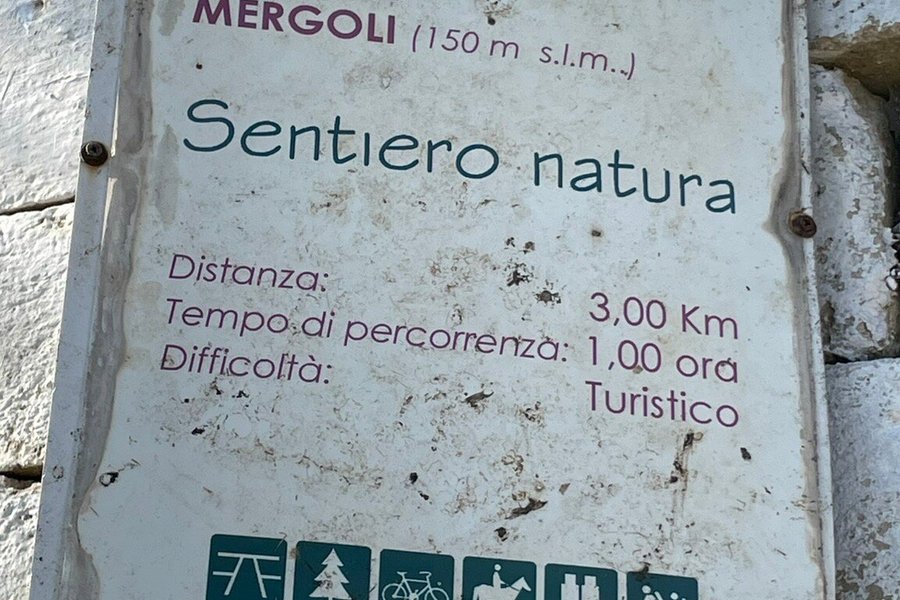 MERGOLI (150 m s.l.m..)
Sentiero natura
Distanza: 3,00 Km
Tempo di percorrenza: 1,00 ora
Difficoltà: Turistico